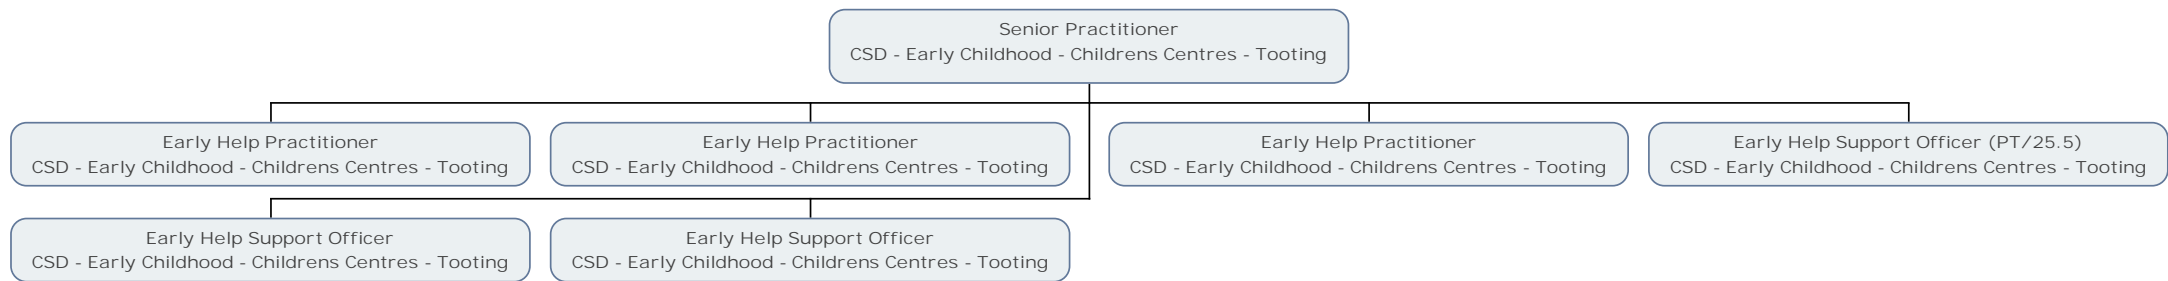 Senior Practitioner
CSD - Early Childhood - Childrens Centres - Tooting
Early Help Practitioner
CSD - Early Childhood - Childrens Centres - Tooting
Early Help Practitioner
CSD - Early Childhood - Childrens Centres - Tooting
Early Help Practitioner
CSD - Early Childhood - Childrens Centres - Tooting
Early Help Support Officer (PT/25.5)
CSD - Early Childhood - Childrens Centres - Tooting
Early Help Support Officer
CSD - Early Childhood - Childrens Centres - Tooting
Early Help Support Officer
CSD - Early Childhood - Childrens Centres - Tooting